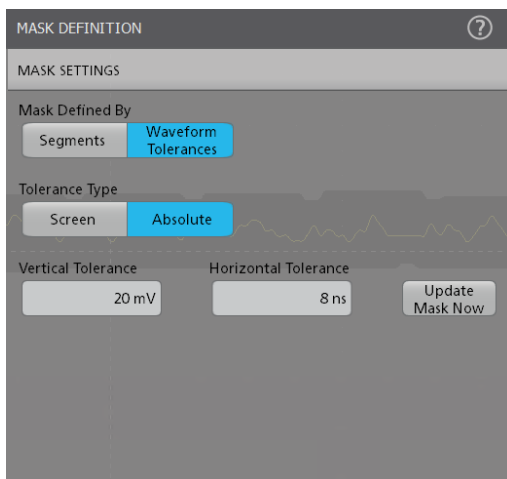 MASK DEFINITION
?
MASK SETTINGS
Mask Defined By
Segments
Waveform
Tolerances
Tolerance Type
Screen
Absolute
Vertical Tolerance
Horizontal Tolerance
20 mV
8 ns
Update
Mask Now